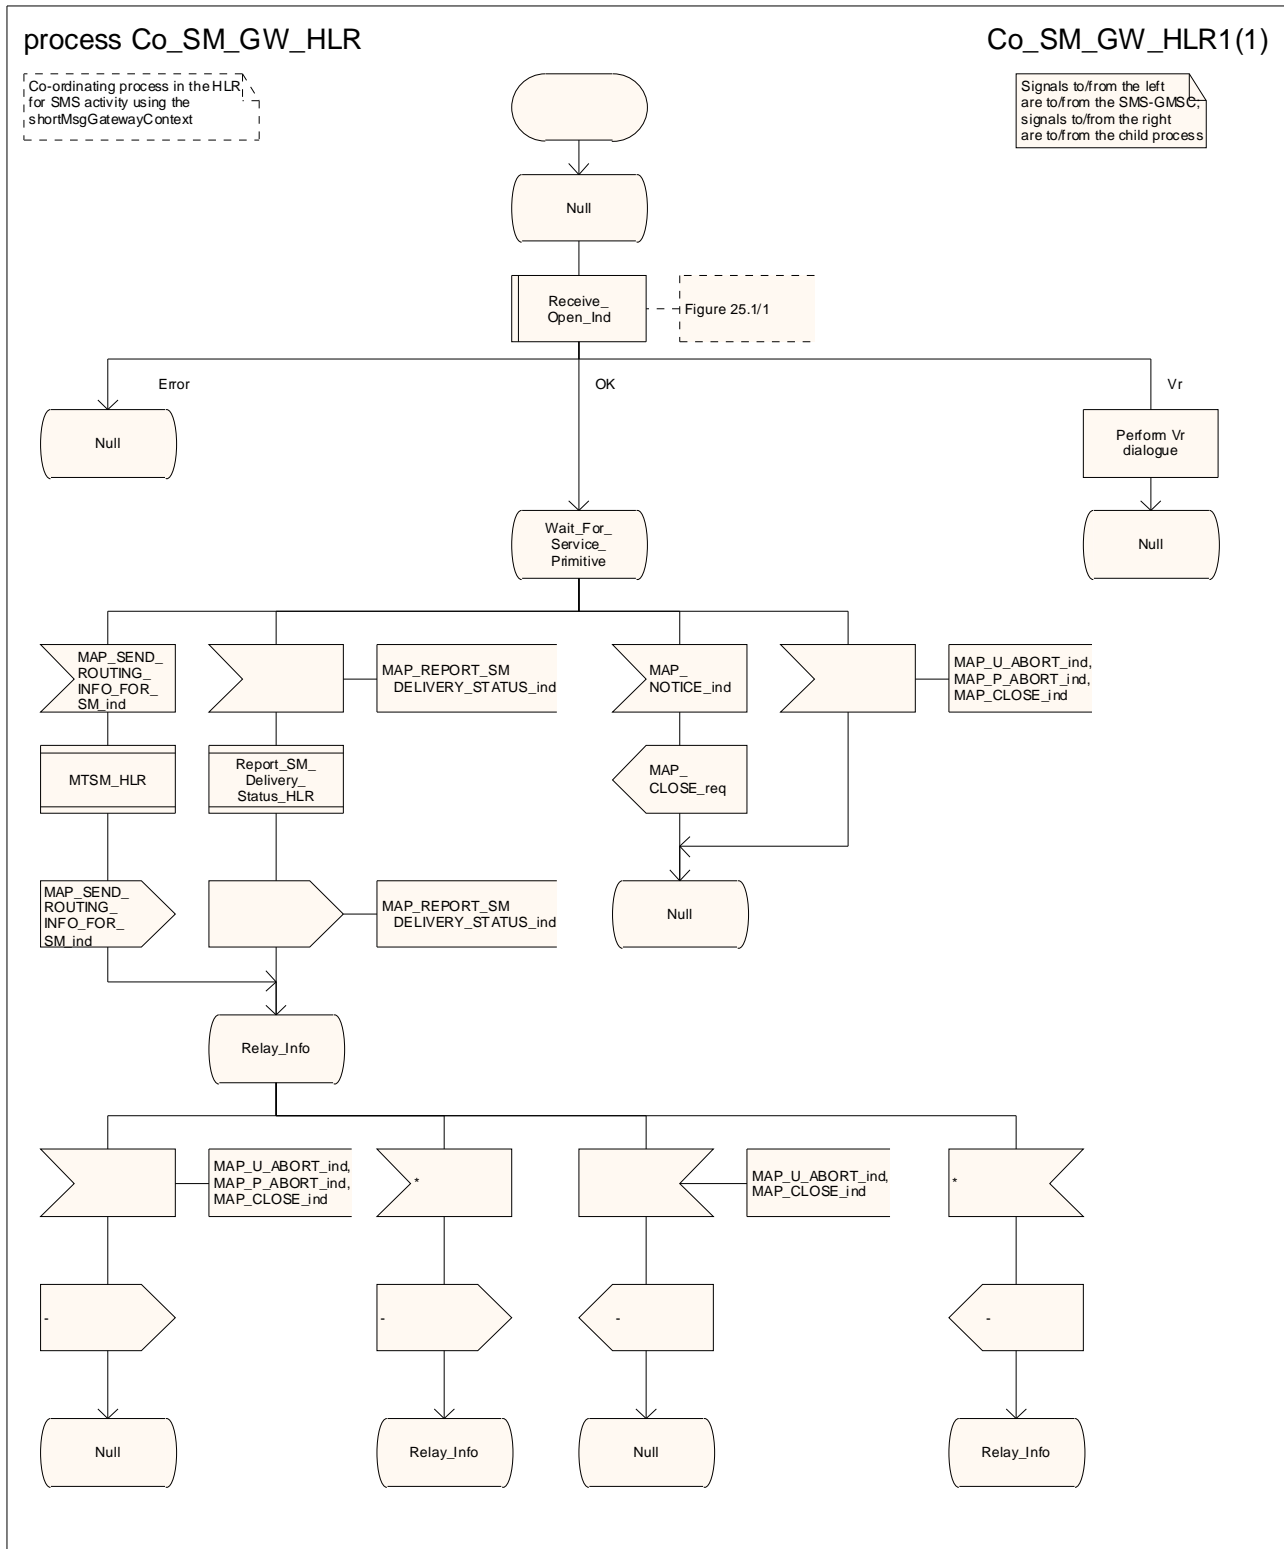 process Co_SM_GW_HLR
Co_SM_GW_HLR1(1)
Co-ordinating process in the HLR
for SMS activity using the
shortMsgGatewayContext
Signals to/from the left
are to/from the SMS-GMSC;
signals to/from the right
are to/from the child process
Null
Receive_
Open_Ind
Figure 25.1/1
Error
OK
Vr
Null
Perform Vr
dialogue
Wait_For_
Service_
Primitive
Null
MAP_SEND_
ROUTING_
INFO_FOR_
SM_ind
MAP_REPORT_SM
DELIVERY_STATUS_ind
MAP_
NOTICE_ind
MAP_U_ABORT_ind,
MAP_P_ABORT_ind,
MAP_CLOSE_ind
MTSM_HLR
Report_SM_
Delivery_
Status_HLR
MAP_
CLOSE_req
MAP_SEND_
ROUTING_
INFO_FOR_
SM_ind
MAP_REPORT_SM
DELIVERY_STATUS_ind
Null
Relay_Info
MAP_U_ABORT_ind,
MAP_P_ABORT_ind,
MAP_CLOSE_ind
*
MAP_U_ABORT_ind,
MAP_CLOSE_ind
*
-
-
-
-
Null
Relay_Info
Null
Relay_Info